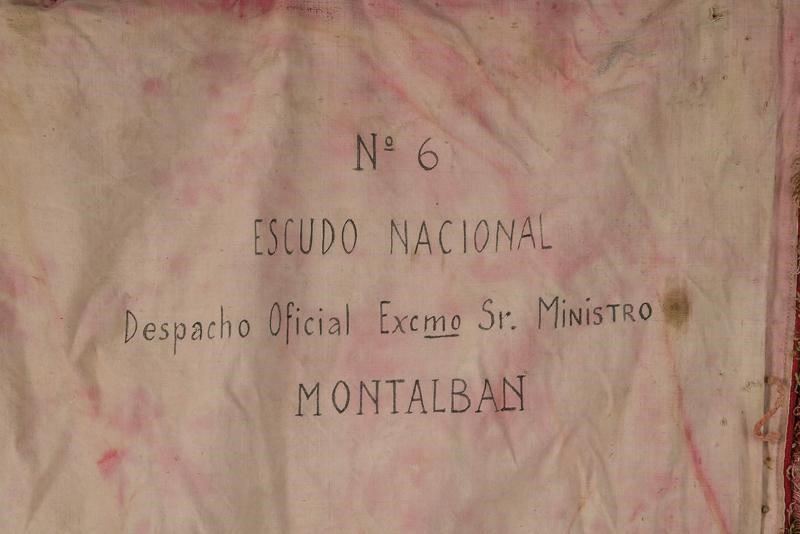 Nº 6
ESCUDO NACIONAL
Despacho Oficial Excmo Sr. MINISTRO
MONTALBAN